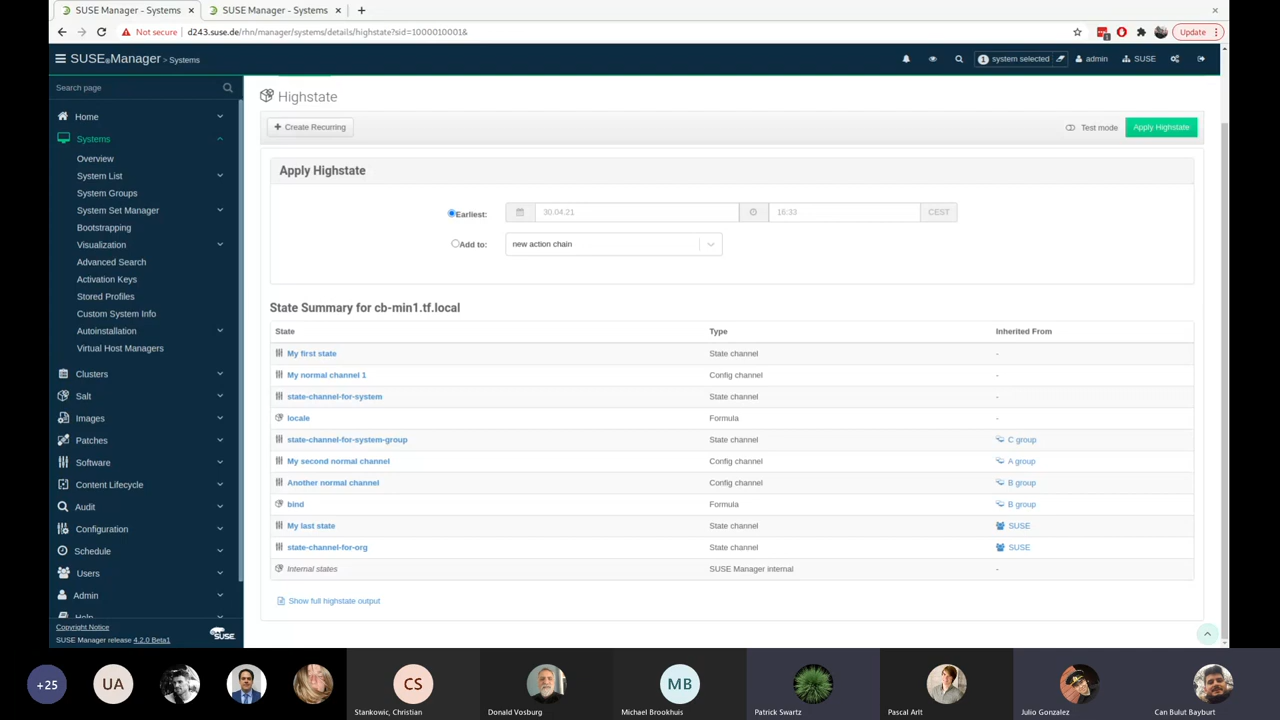 SUSE Manager - Systems × SUSE Manager - Systems × +
Not secure d243.suse.de/rhn/manager/systems/details/highstate?sid=1000010001& Update
SUSE Manager > Systems 1 system selected admin SUSE
Search page
Home
Systems
Overview
System List
System Groups
System Set Manager
Bootstrapping
Visualization
Advanced Search
Activation Keys
Stored Profiles
Custom System Info
Autoinstallation
Virtual Host Managers
Clusters
Salt
Images
Patches
Software
Content Lifecycle
Audit
Configuration
Schedule
Users
Admin
Help
Copyright Notice
SUSE Manager release 4.2.0 Beta1
SUSE
Highstate
+ Create Recurring Test mode Apply Highstate
Apply Highstate
Earliest: 30.04.21 16:33 CEST
Add to: new action chain
State Summary for cb-min1.tf.local
State Type Inherited From
My first state State channel -
My normal channel 1 Config channel -
state-channel-for-system State channel -
locale Formula -
state-channel-for-system-group State channel C group
My second normal channel Config channel A group
Another normal channel Config channel B group
bind Formula B group
My last state State channel SUSE
state-channel-for-org State channel SUSE
Internal states SUSE Manager internal -
Show full highstate output
+25 UA CS MB
Stankovic, Christian Donald Vosburg Michael Brookhuis Patrick Swartz Pascal Arlt Julio Gonzalez Can Bulut Bayburt